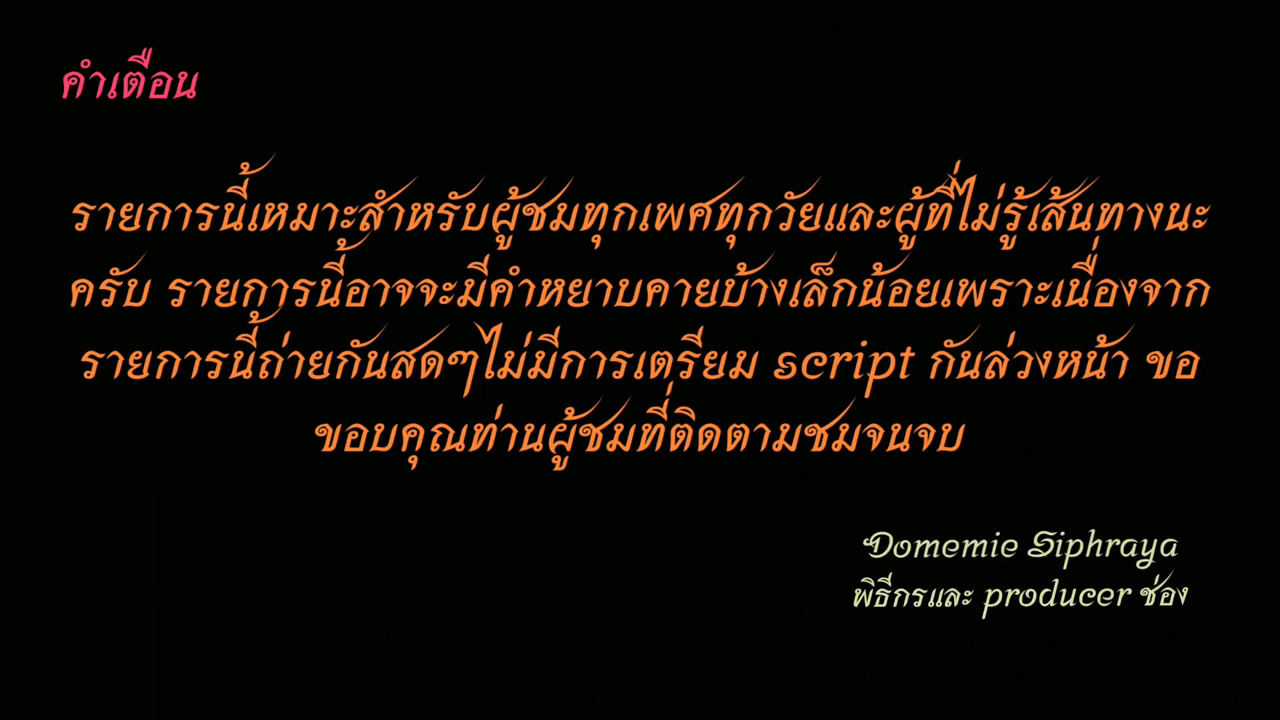 คำเตือน
รายการนี้เหมาะสำหรับผู้ชมทุกเพศทุกวัยและผู้ที่ไม่รู้เส้นทางนะ
ครับ รายการนี้อาจจะมีคำหยาบคายบ้างเล็กน้อยเพราะเนื่องจาก
รายการนี้ถ่ายกันสดๆไม่มีการเตรียม script กันล่วงหน้า ขอ
ขอบคุณท่านผู้ชมที่ติดตามชมจนจบ
Domemie Siphraya
พิธีกรและ producer ช่อง